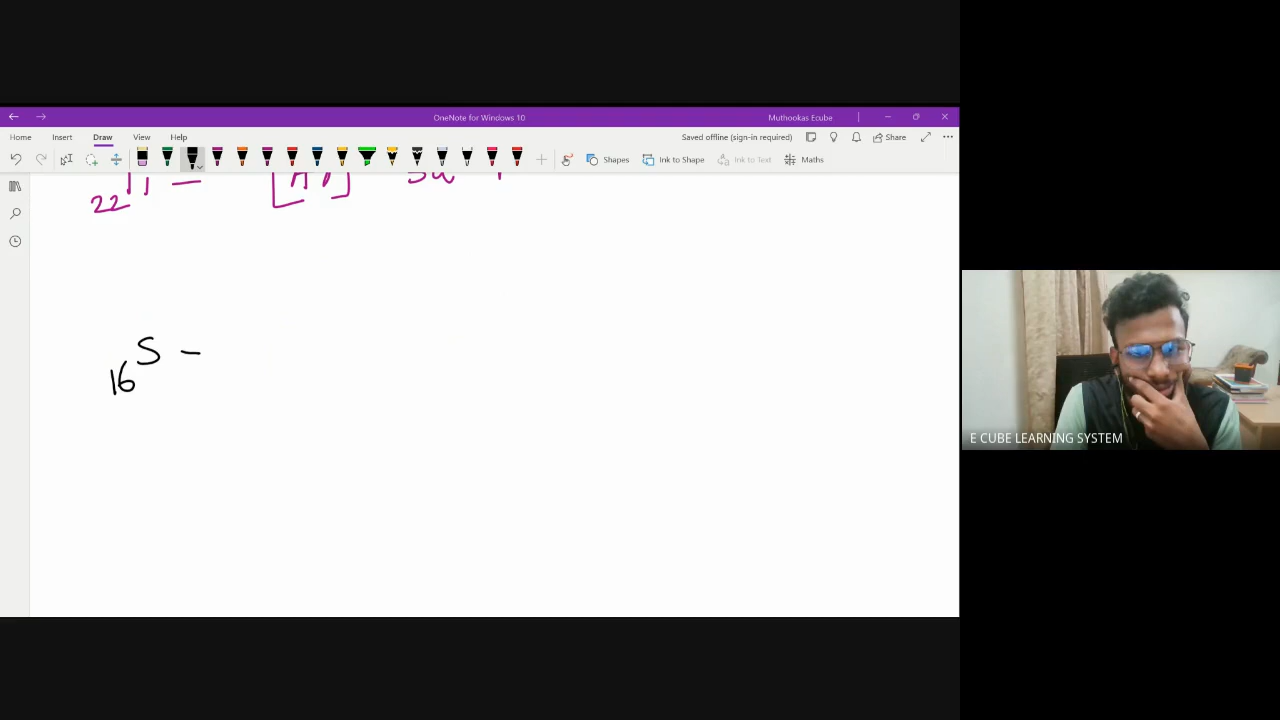 OneNote for Windows 10
Muthookas Ecube
Home Insert Draw View Help
Saved offline (sign-in required)
Share
Shapes
Ink to Shape
Ink to Text
Maths
22
16 S -
E CUBE LEARNING SYSTEM